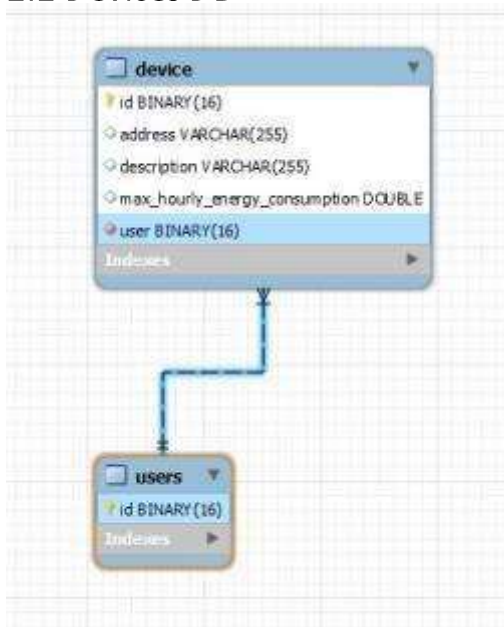 device
id BINARY(16)
address VARCHAR(255)
description VARCHAR(255)
max_hourly_energy_consumption DOUBLE
user BINARY(16)
Indexes
users
id BINARY(16)
Indexes